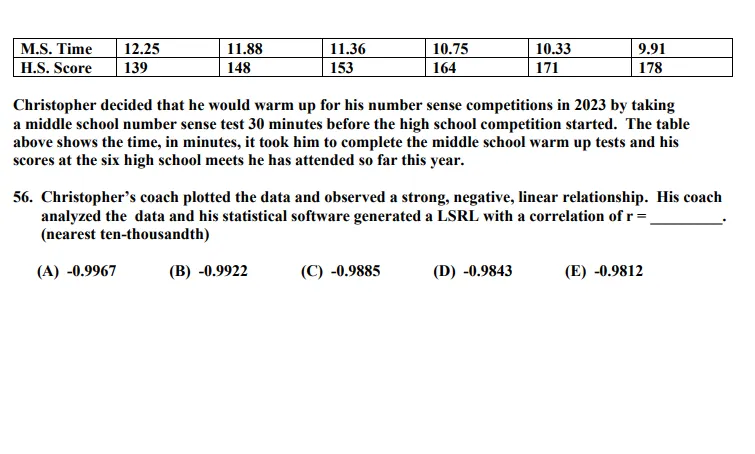 M.S. Time 12.25 11.88 11.36 10.75 10.33 9.91
H.S. Score 139 148 153 164 171 178
Christopher decided that he would warm up for his number sense competitions in 2023 by taking
a middle school number sense test 30 minutes before the high school competition started. The table
above shows the time, in minutes, it took him to complete the middle school warm up tests and his
scores at the six high school meets he has attended so far this year.
56. Christopher's coach plotted the data and observed a strong, negative, linear relationship. His coach
analyzed the data and his statistical software generated a LSRL with a correlation of r = _________.
(nearest ten-thousandth)
(A) -0.9967 (B) -0.9922 (C) -0.9885 (D) -0.9843 (E) -0.9812